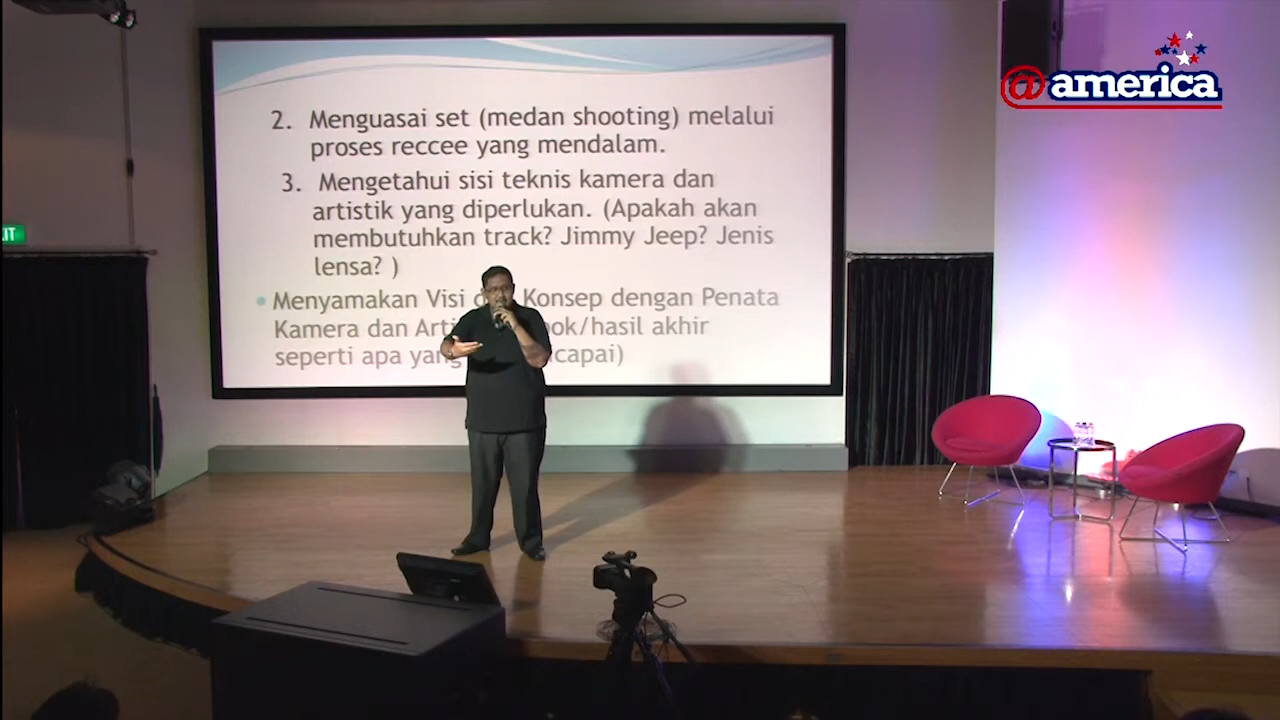 @america
2. Menguasai set (medan shooting) melalui
proses reccee yang mendalam.
3. Mengetahui sisi teknis kamera dan
artistik yang diperlukan. (Apakah akan
membutuhkan track? Jimmy Jeep? Jenis
lensa? )
Menyamakan Visi Konsep dengan Penata
Kamera dan /hasil akhir
seperti apa yang